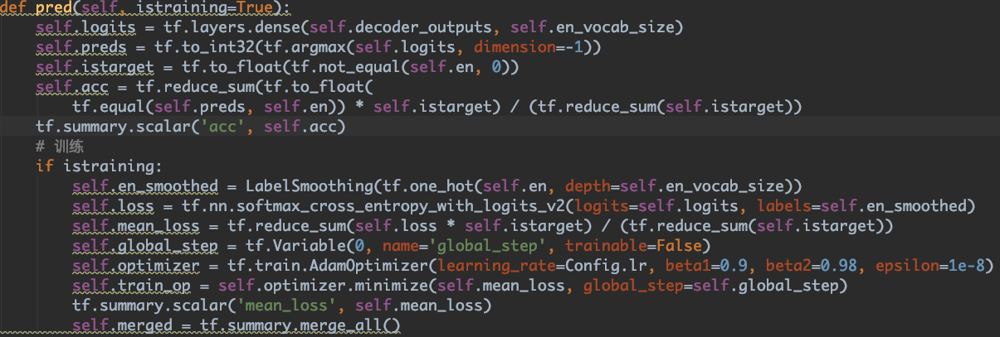 def pred(self, istraining=True):
    self.logits = tf.layers.dense(self.decoder_outputs, self.en_vocab_size)
    self.preds = tf.to_int32(tf.argmax(self.logits, dimension=-1))
    self.istarget = tf.to_float(tf.not_equal(self.en, 0))
    self.acc = tf.reduce_sum(tf.to_float(
        tf.equal(self.preds, self.en)) * self.istarget) / (tf.reduce_sum(self.istarget))
    tf.summary.scalar('acc', self.acc)
    # 训练
    if istraining:
        self.en_smoothed = LabelSmoothing(tf.one_hot(self.en, depth=self.en_vocab_size))
        self.loss = tf.nn.softmax_cross_entropy_with_logits_v2(logits=self.logits, labels=self.en_smoothed)
        self.mean_loss = tf.reduce_sum(self.loss * self.istarget) / (tf.reduce_sum(self.istarget))
        self.global_step = tf.Variable(0, name='global_step', trainable=False)
        self.optimizer = tf.train.AdamOptimizer(learning_rate=Config.lr, beta1=0.9, beta2=0.98, epsilon=1e-8)
        self.train_op = self.optimizer.minimize(self.mean_loss, global_step=self.global_step)
        tf.summary.scalar('mean_loss', self.mean_loss)
        self.merged = tf.summary.merge_all()